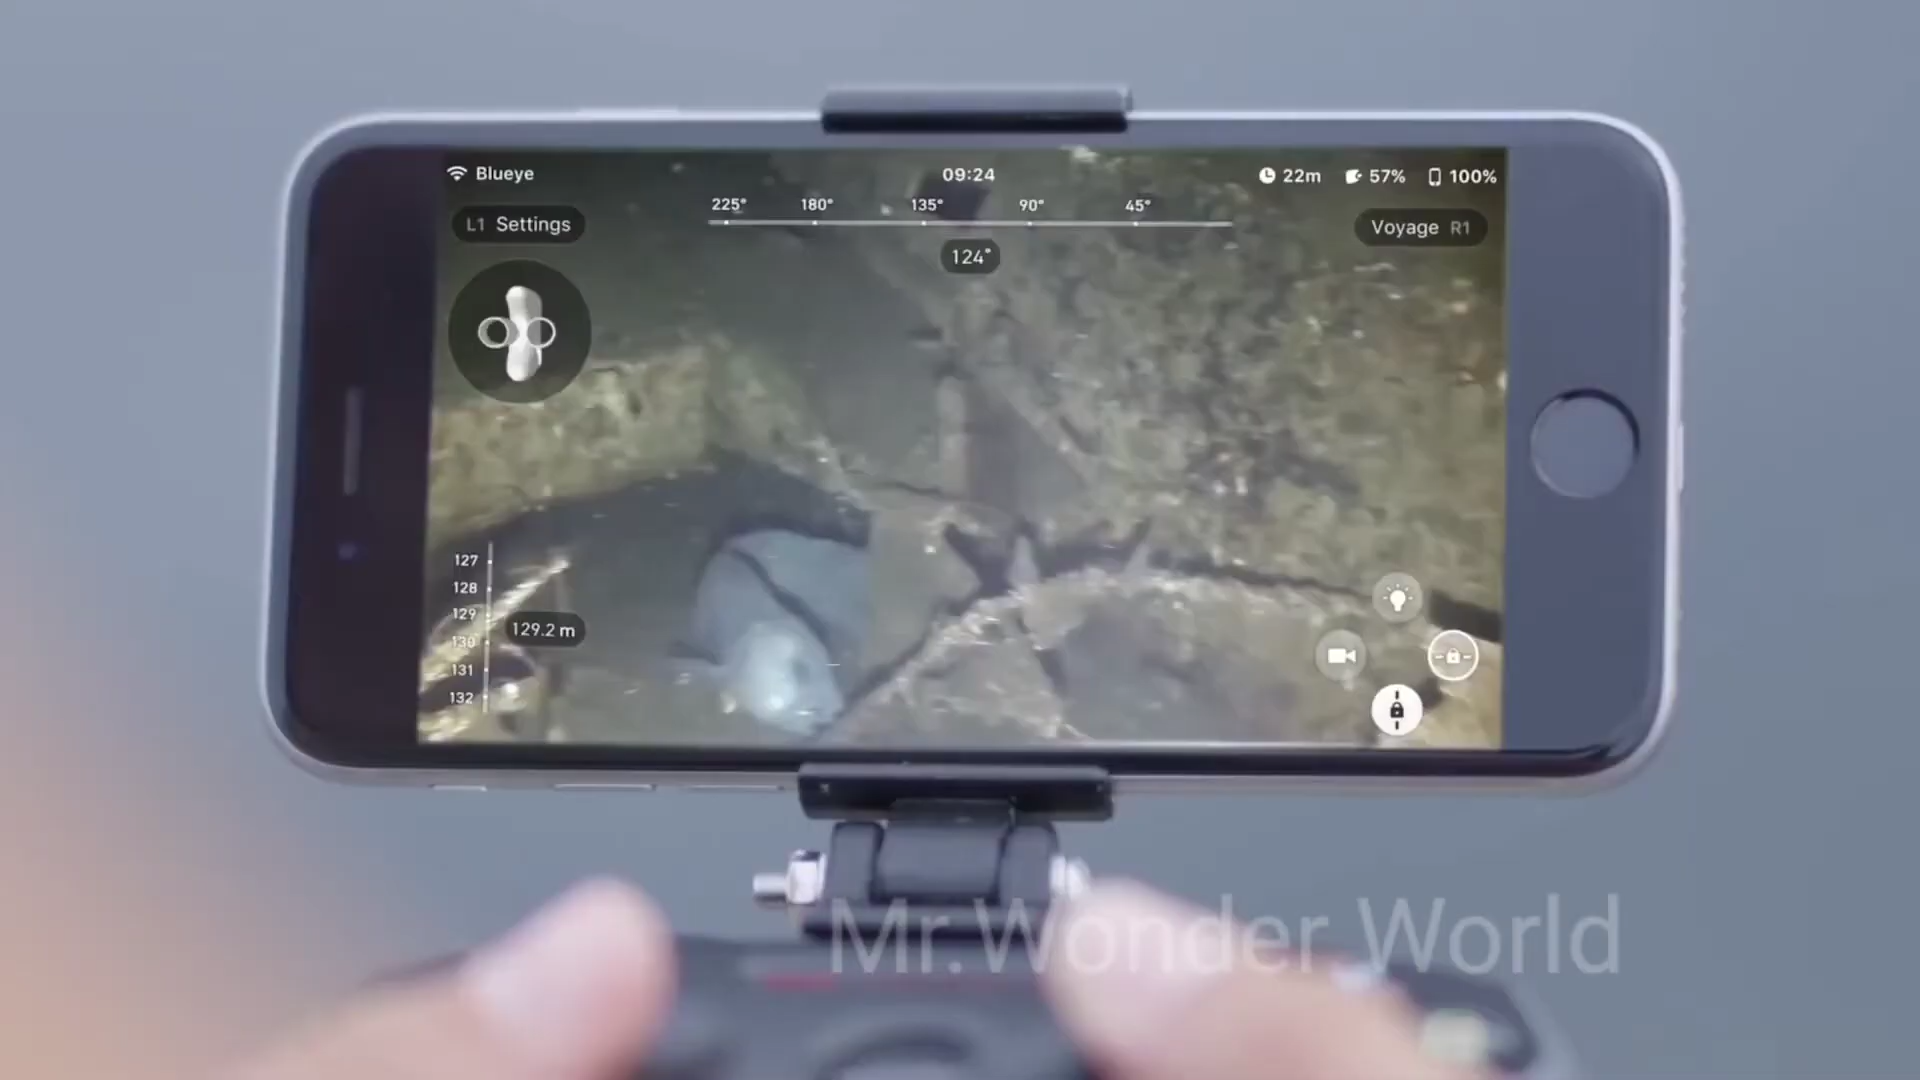 Blueye
09:24
22m
57%
100%
L1 Settings
225° 180° 135° 90° 45°
Voyage R1
124°
127
128
129
129.2 m
130
131
132
Mr.Wonder World